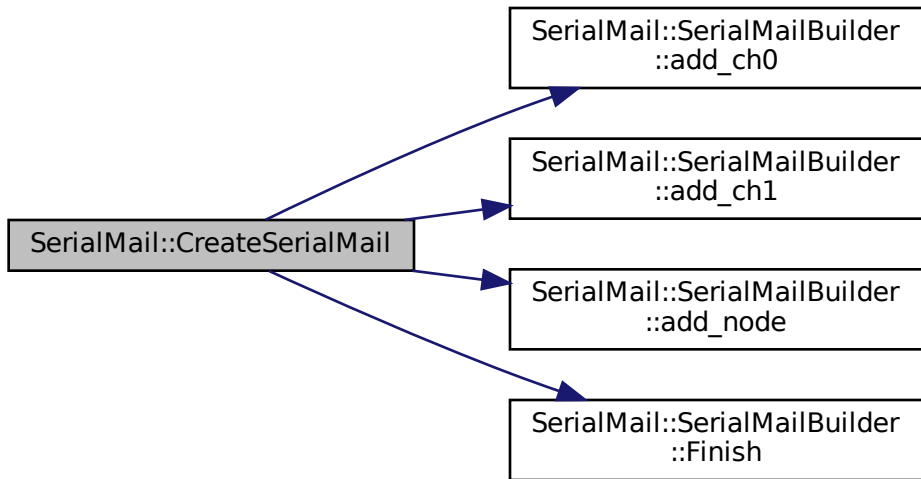 SerialMail::SerialMailBuilder
::add_ch0
SerialMail::SerialMailBuilder
::add_ch1
SerialMail::CreateSerialMail
SerialMail::SerialMailBuilder
::add_node
SerialMail::SerialMailBuilder
::Finish